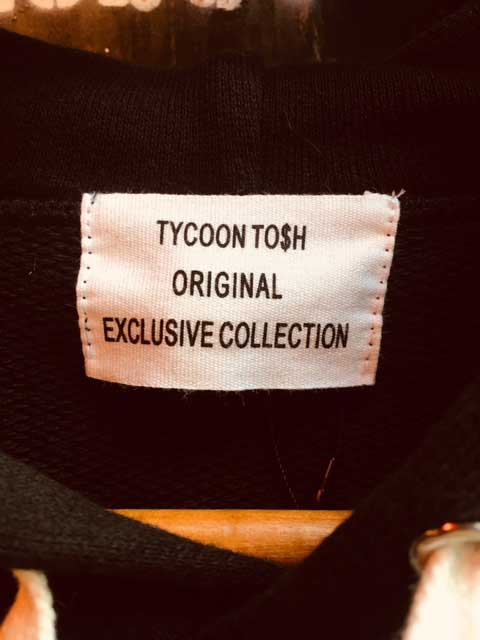 TYCOON TO$H
ORIGINAL
EXCLUSIVE COLLECTION